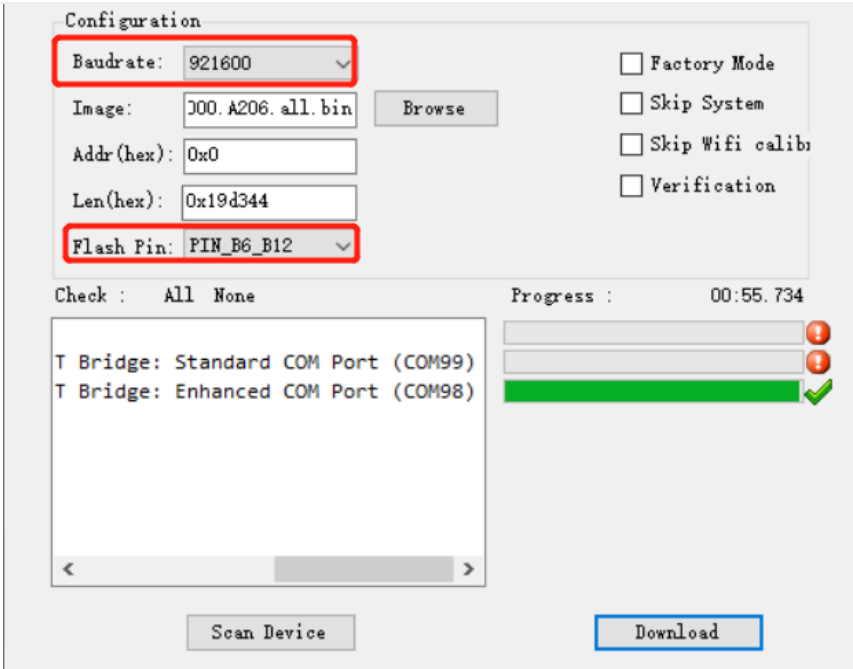 Configuration
Baudrate: 921600
Factory Mode
Image: 000.A206.all.bin Browse
Skip System
Addr(hex): 0x0
Skip Wifi calib
Len(hex): 0x19d344
Verification
Flash Pin: PIN_B6_B12
Check : All None
Progress : 00:55.734
T Bridge: Standard COM Port (COM99)
T Bridge: Enhanced COM Port (COM98)
Scan Device
Download